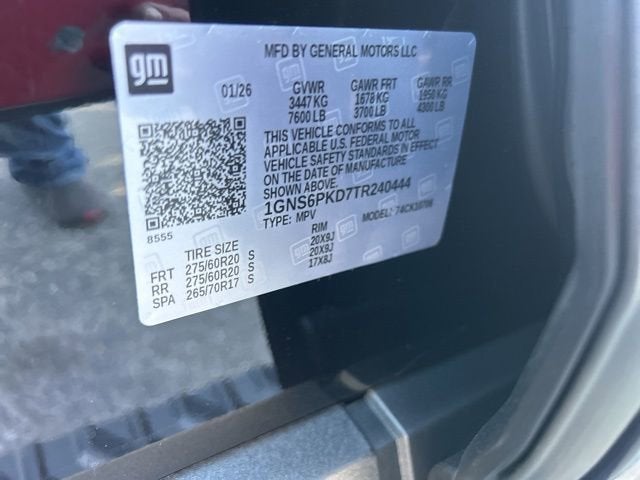 gm
MFD BY GENERAL MOTORS LLC
01/26 GVWR GAWR FRT GAWR RR
3447 KG 1678 KG 1950 KG
7600 LB 3700 LB 4300 LB
THIS VEHICLE CONFORMS TO ALL
APPLICABLE U.S. FEDERAL MOTOR
VEHICLE SAFETY STANDARDS IN EFFECT
ON THE DATE OF MANUFACTURE
SHOWN ABOVE.
1GNS6PKD7TR240444
TYPE: MPV MODEL:
8555
TIRE SIZE RIM
FRT 275/60R20 S 20X9J
RR 275/60R20 S 20X9J
SPA 265/70R17 S 17X8J